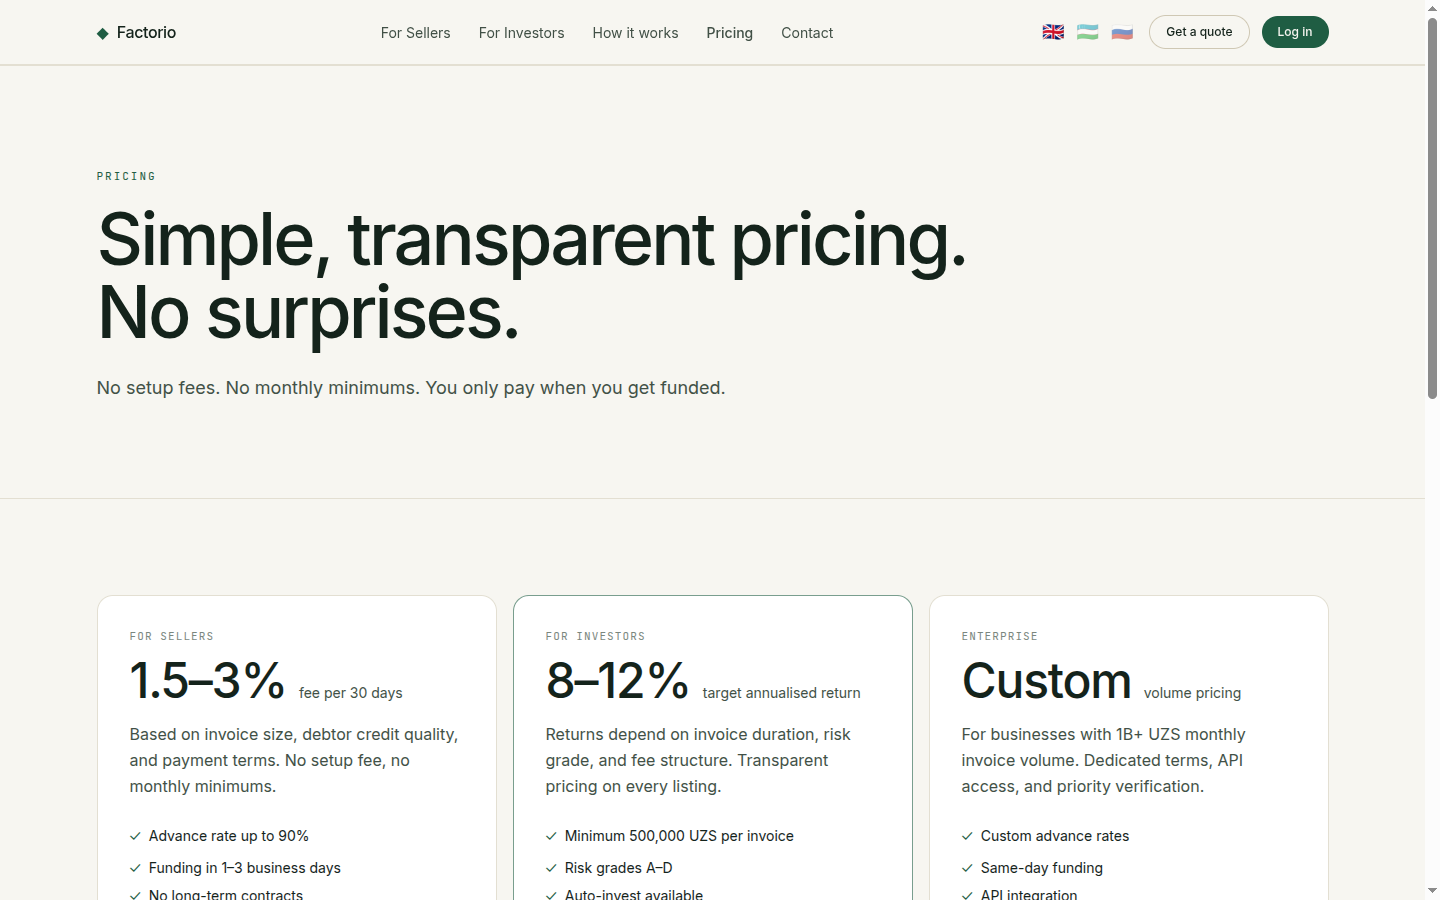 Factorio
For Sellers
For Investors
How it works
Pricing
Contact
Get a quote
Log in
PRICING
Simple, transparent pricing.
No surprises.
No setup fees. No monthly minimums. You only pay when you get funded.
FOR SELLERS
1.5–3% fee per 30 days
Based on invoice size, debtor credit quality,
and payment terms. No setup fee, no
monthly minimums.
Advance rate up to 90%
Funding in 1–3 business days
No long-term contracts
FOR INVESTORS
8–12% target annualised return
Returns depend on invoice duration, risk
grade, and fee structure. Transparent
pricing on every listing.
Minimum 500,000 UZS per invoice
Risk grades A–D
Auto-invest available
ENTERPRISE
Custom volume pricing
For businesses with 1B+ UZS monthly
invoice volume. Dedicated terms, API
access, and priority verification.
Custom advance rates
Same-day funding
API integration